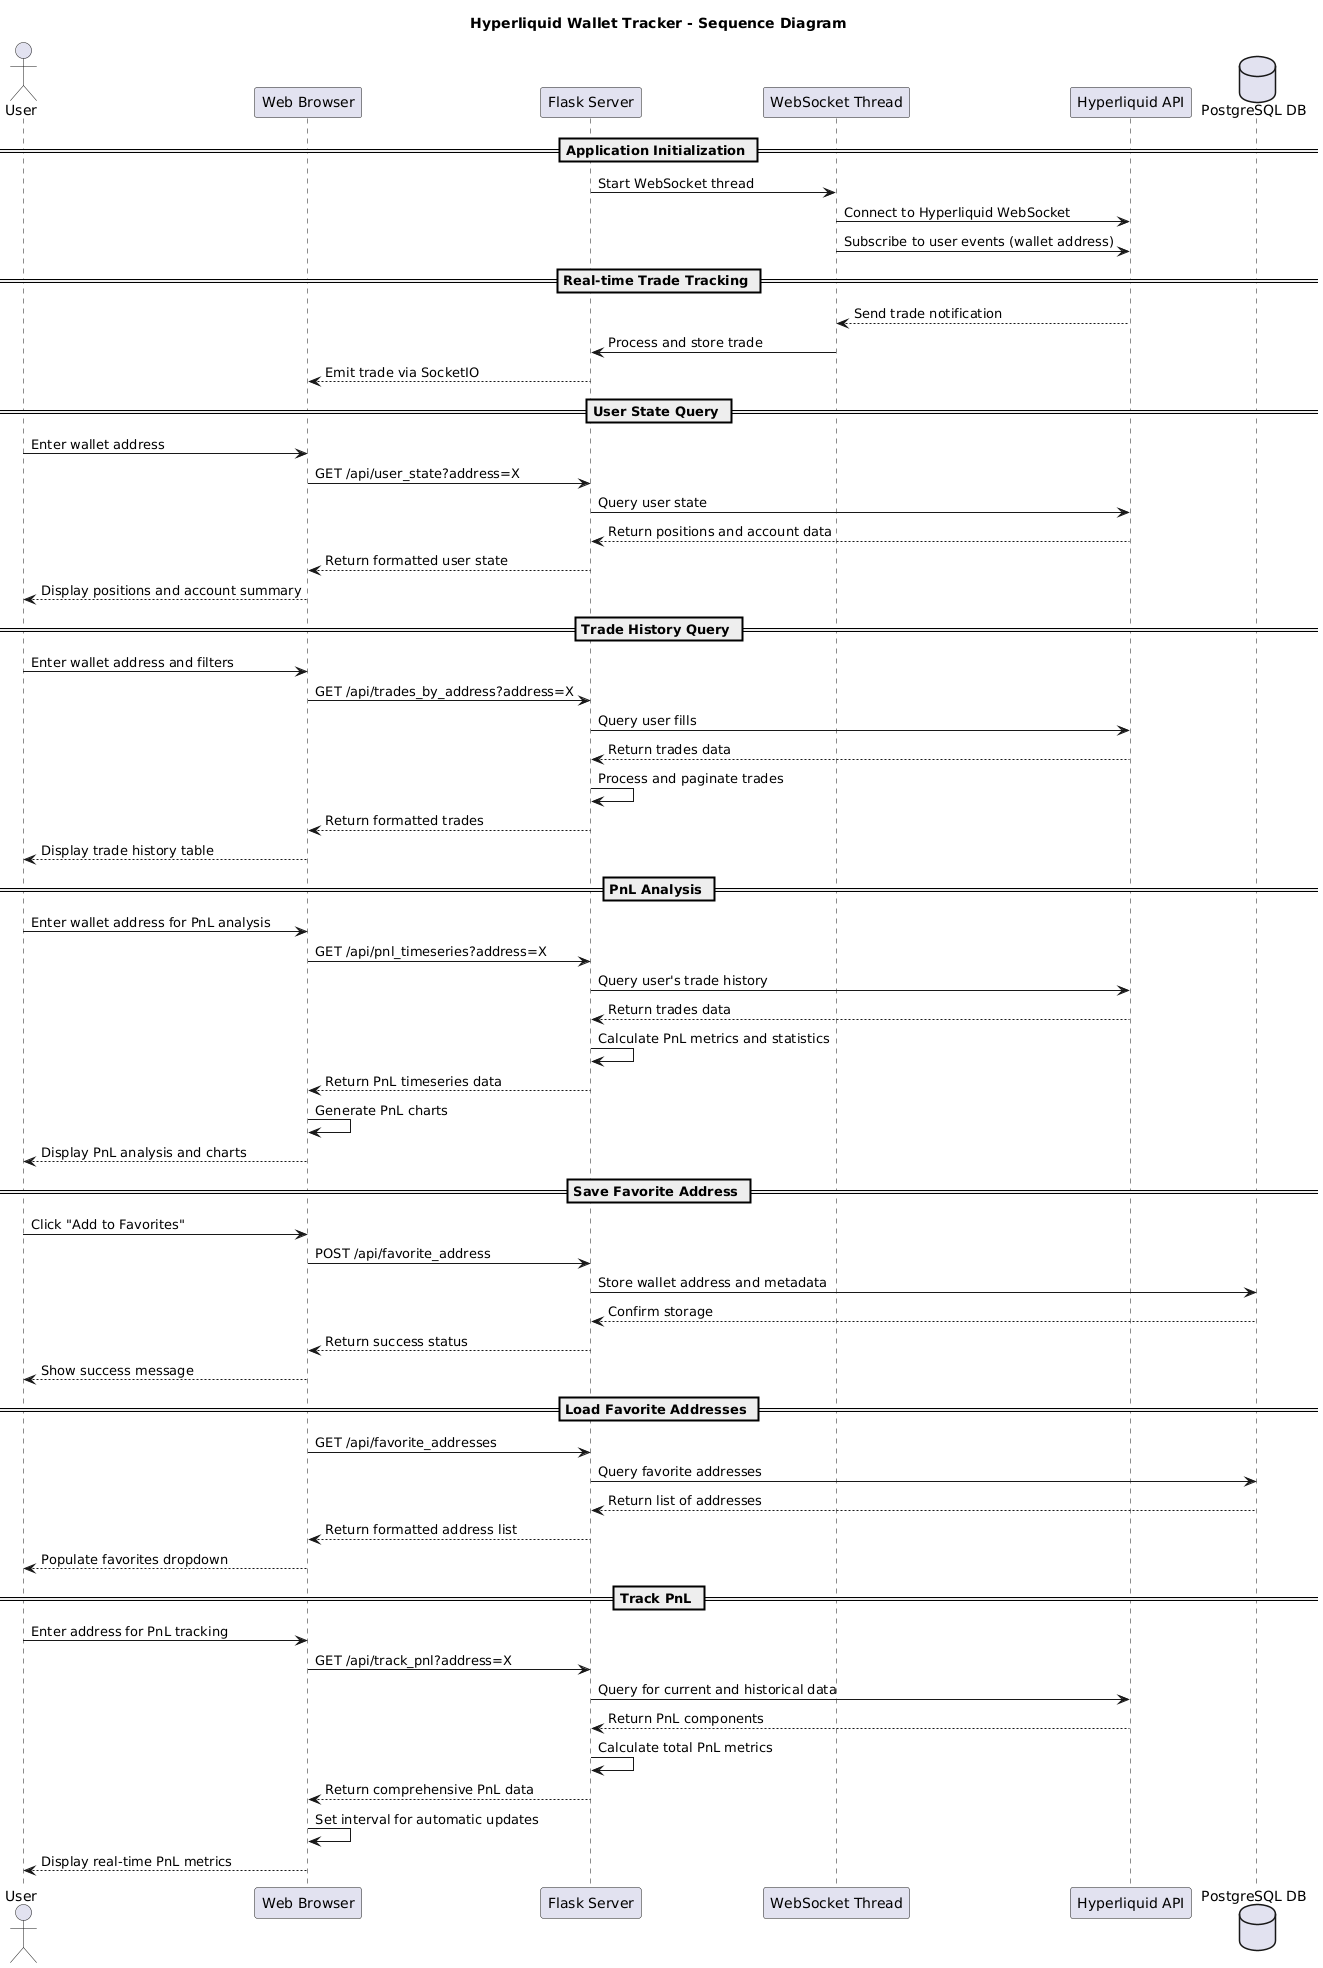 Hyperliquid Wallet Tracker - Sequence Diagram
User
Web Browser
Flask Server
WebSocket Thread
Hyperliquid API
PostgreSQL DB
Application Initialization
Start WebSocket thread
Connect to Hyperliquid WebSocket
Subscribe to user events (wallet address)
Real-time Trade Tracking
Send trade notification
Process and store trade
Emit trade via SocketIO
User State Query
Enter wallet address
GET /api/user_state?address=X
Query user state
Return positions and account data
Return formatted user state
Display positions and account summary
Trade History Query
Enter wallet address and filters
GET /api/trades_by_address?address=X
Query user fills
Return trades data
Process and paginate trades
Return formatted trades
Display trade history table
PnL Analysis
Enter wallet address for PnL analysis
GET /api/pnl_timeseries?address=X
Query user's trade history
Return trades data
Calculate PnL metrics and statistics
Return PnL timeseries data
Generate PnL charts
Display PnL analysis and charts
Save Favorite Address
Click "Add to Favorites"
POST /api/favorite_address
Store wallet address and metadata
Confirm storage
Return success status
Show success message
Load Favorite Addresses
GET /api/favorite_addresses
Query favorite addresses
Return list of addresses
Return formatted address list
Populate favorites dropdown
Track PnL
Enter address for PnL tracking
GET /api/track_pnl?address=X
Query for current and historical data
Return PnL components
Calculate total PnL metrics
Return comprehensive PnL data
Set interval for automatic updates
Display real-time PnL metrics
User
Web Browser
Flask Server
WebSocket Thread
Hyperliquid API
PostgreSQL DB